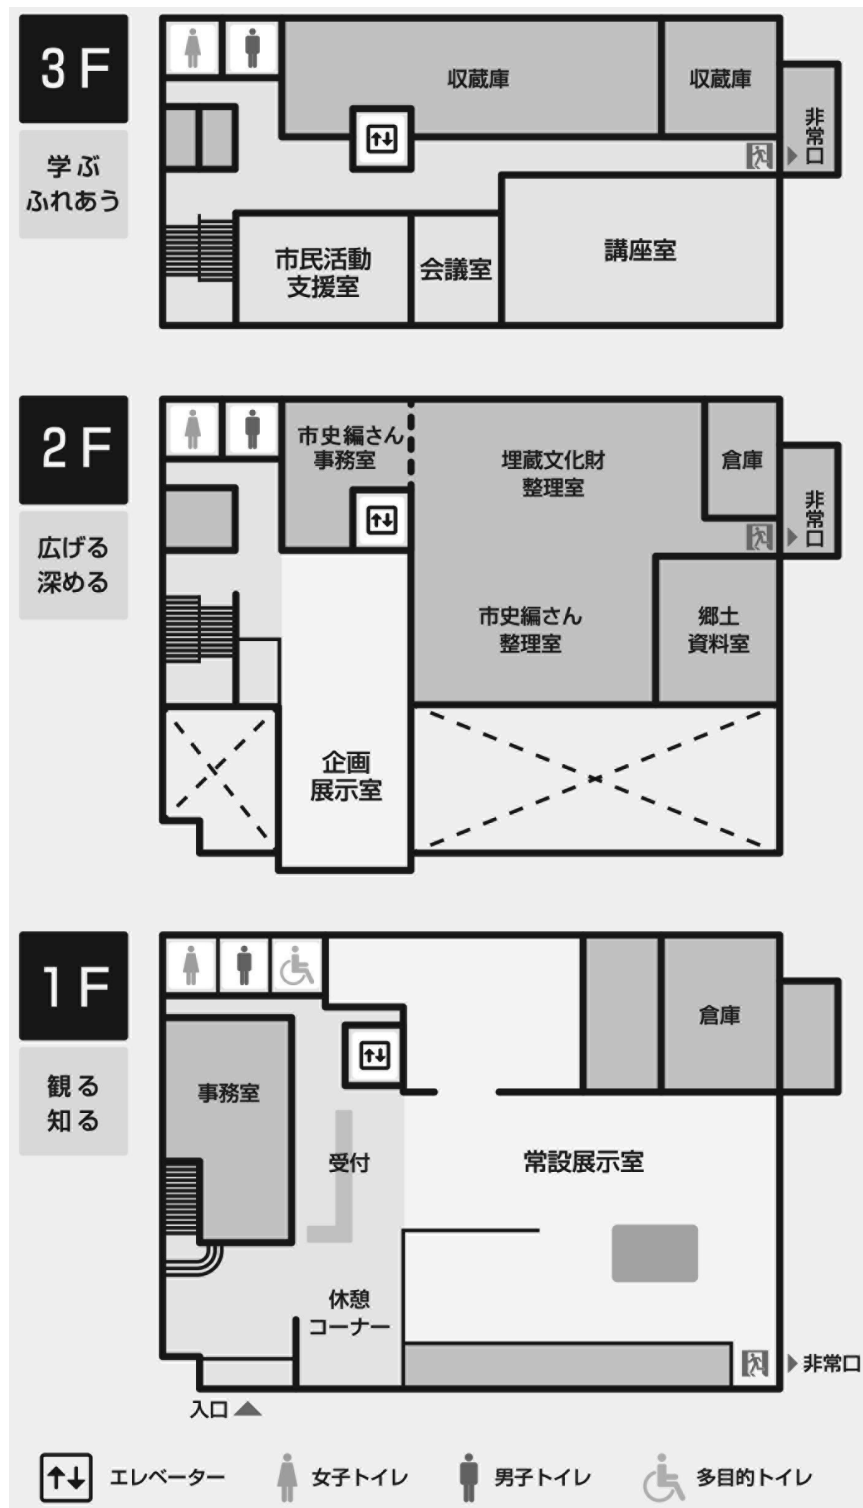 3F
学ぶ
ふれあう
収蔵庫
収蔵庫
非常口
市民活動
支援室
会議室
講座室
2F
広げる
深める
市史編さん
事務室
埋蔵文化財
整理室
倉庫
非常口
市史編さん
整理室
郷土
資料室
企画
展示室
1F
観る
知る
倉庫
事務室
受付
常設展示室
休憩
コーナー
非常口
入口
エレベーター
女子トイレ
男子トイレ
多目的トイレ